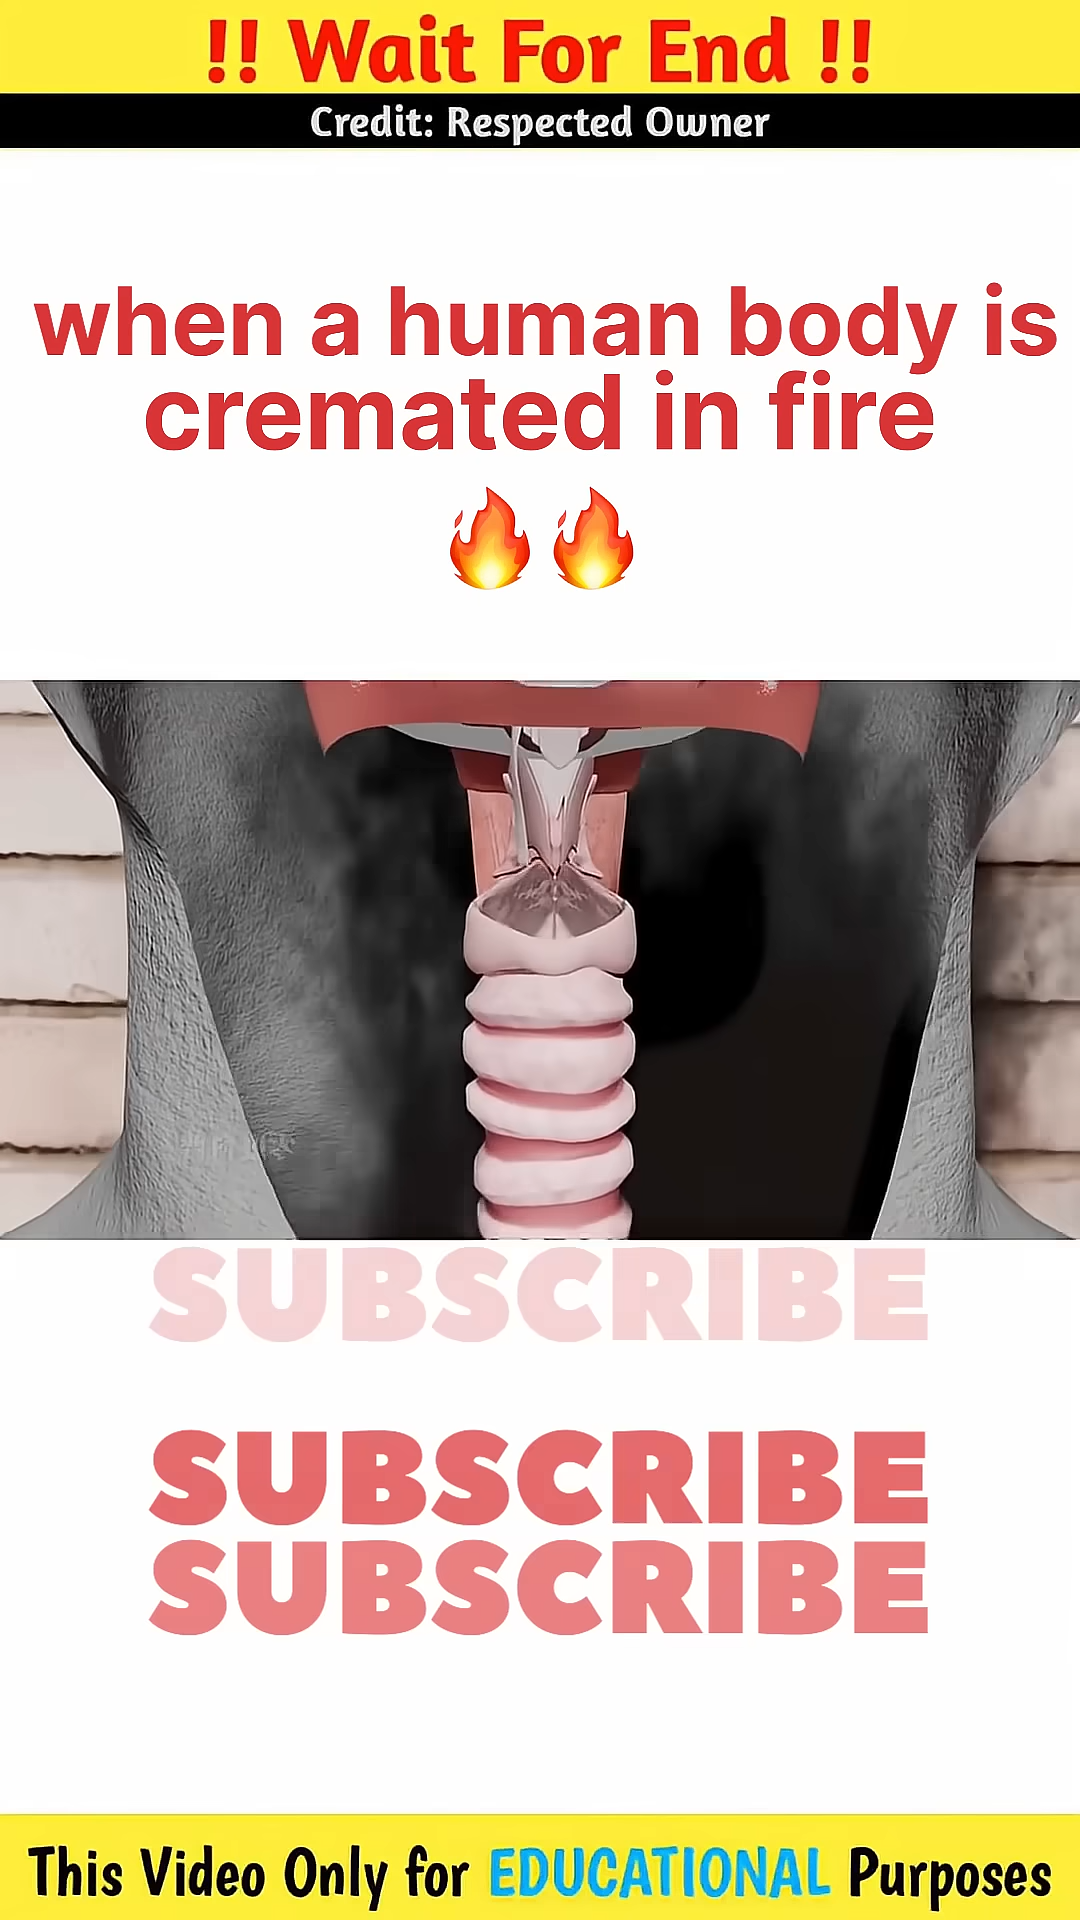 !! Wait For End !!
Credit: Respected Owner
when a human body is
cremated in fire
🔥🔥
SUBSCRIBE
SUBSCRIBE
SUBSCRIBE
This Video Only for EDUCATIONAL Purposes